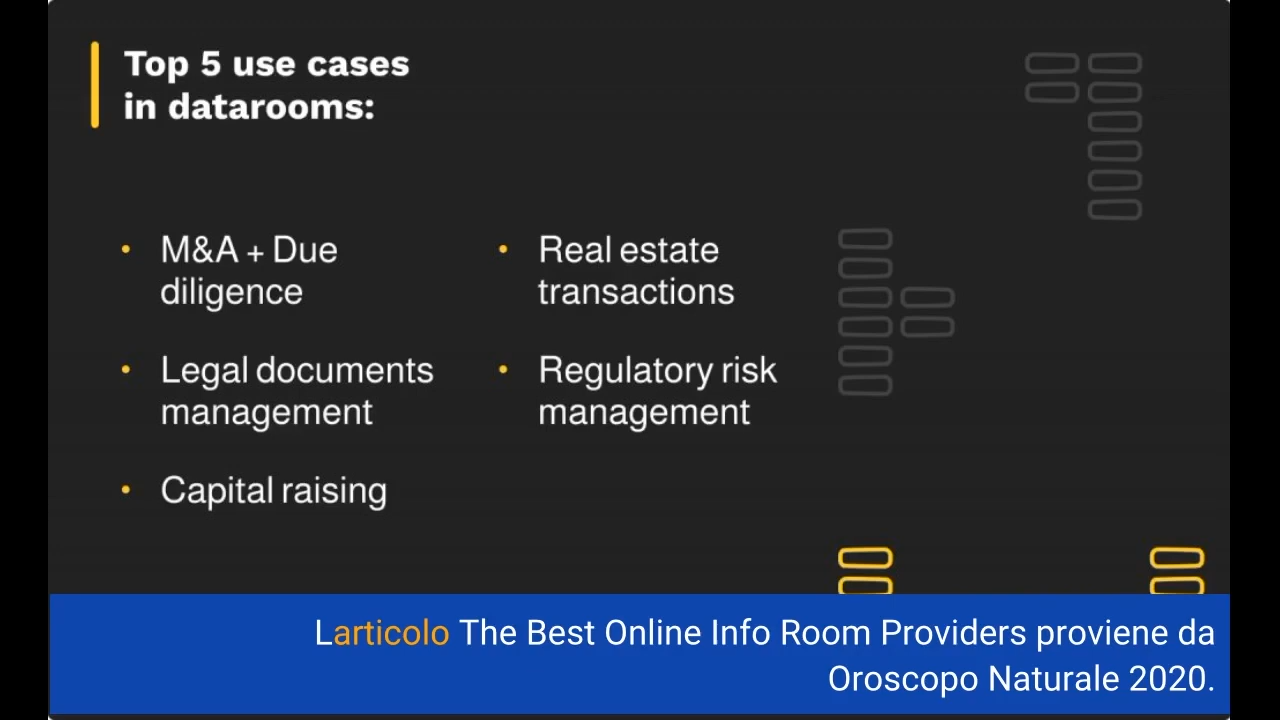 Top 5 use cases
in datarooms:
• M&A + Due
diligence
• Legal documents
management
• Capital raising
• Real estate
transactions
• Regulatory risk
management
Larticolo The Best Online Info Room Providers proviene da
Oroscopo Naturale 2020.